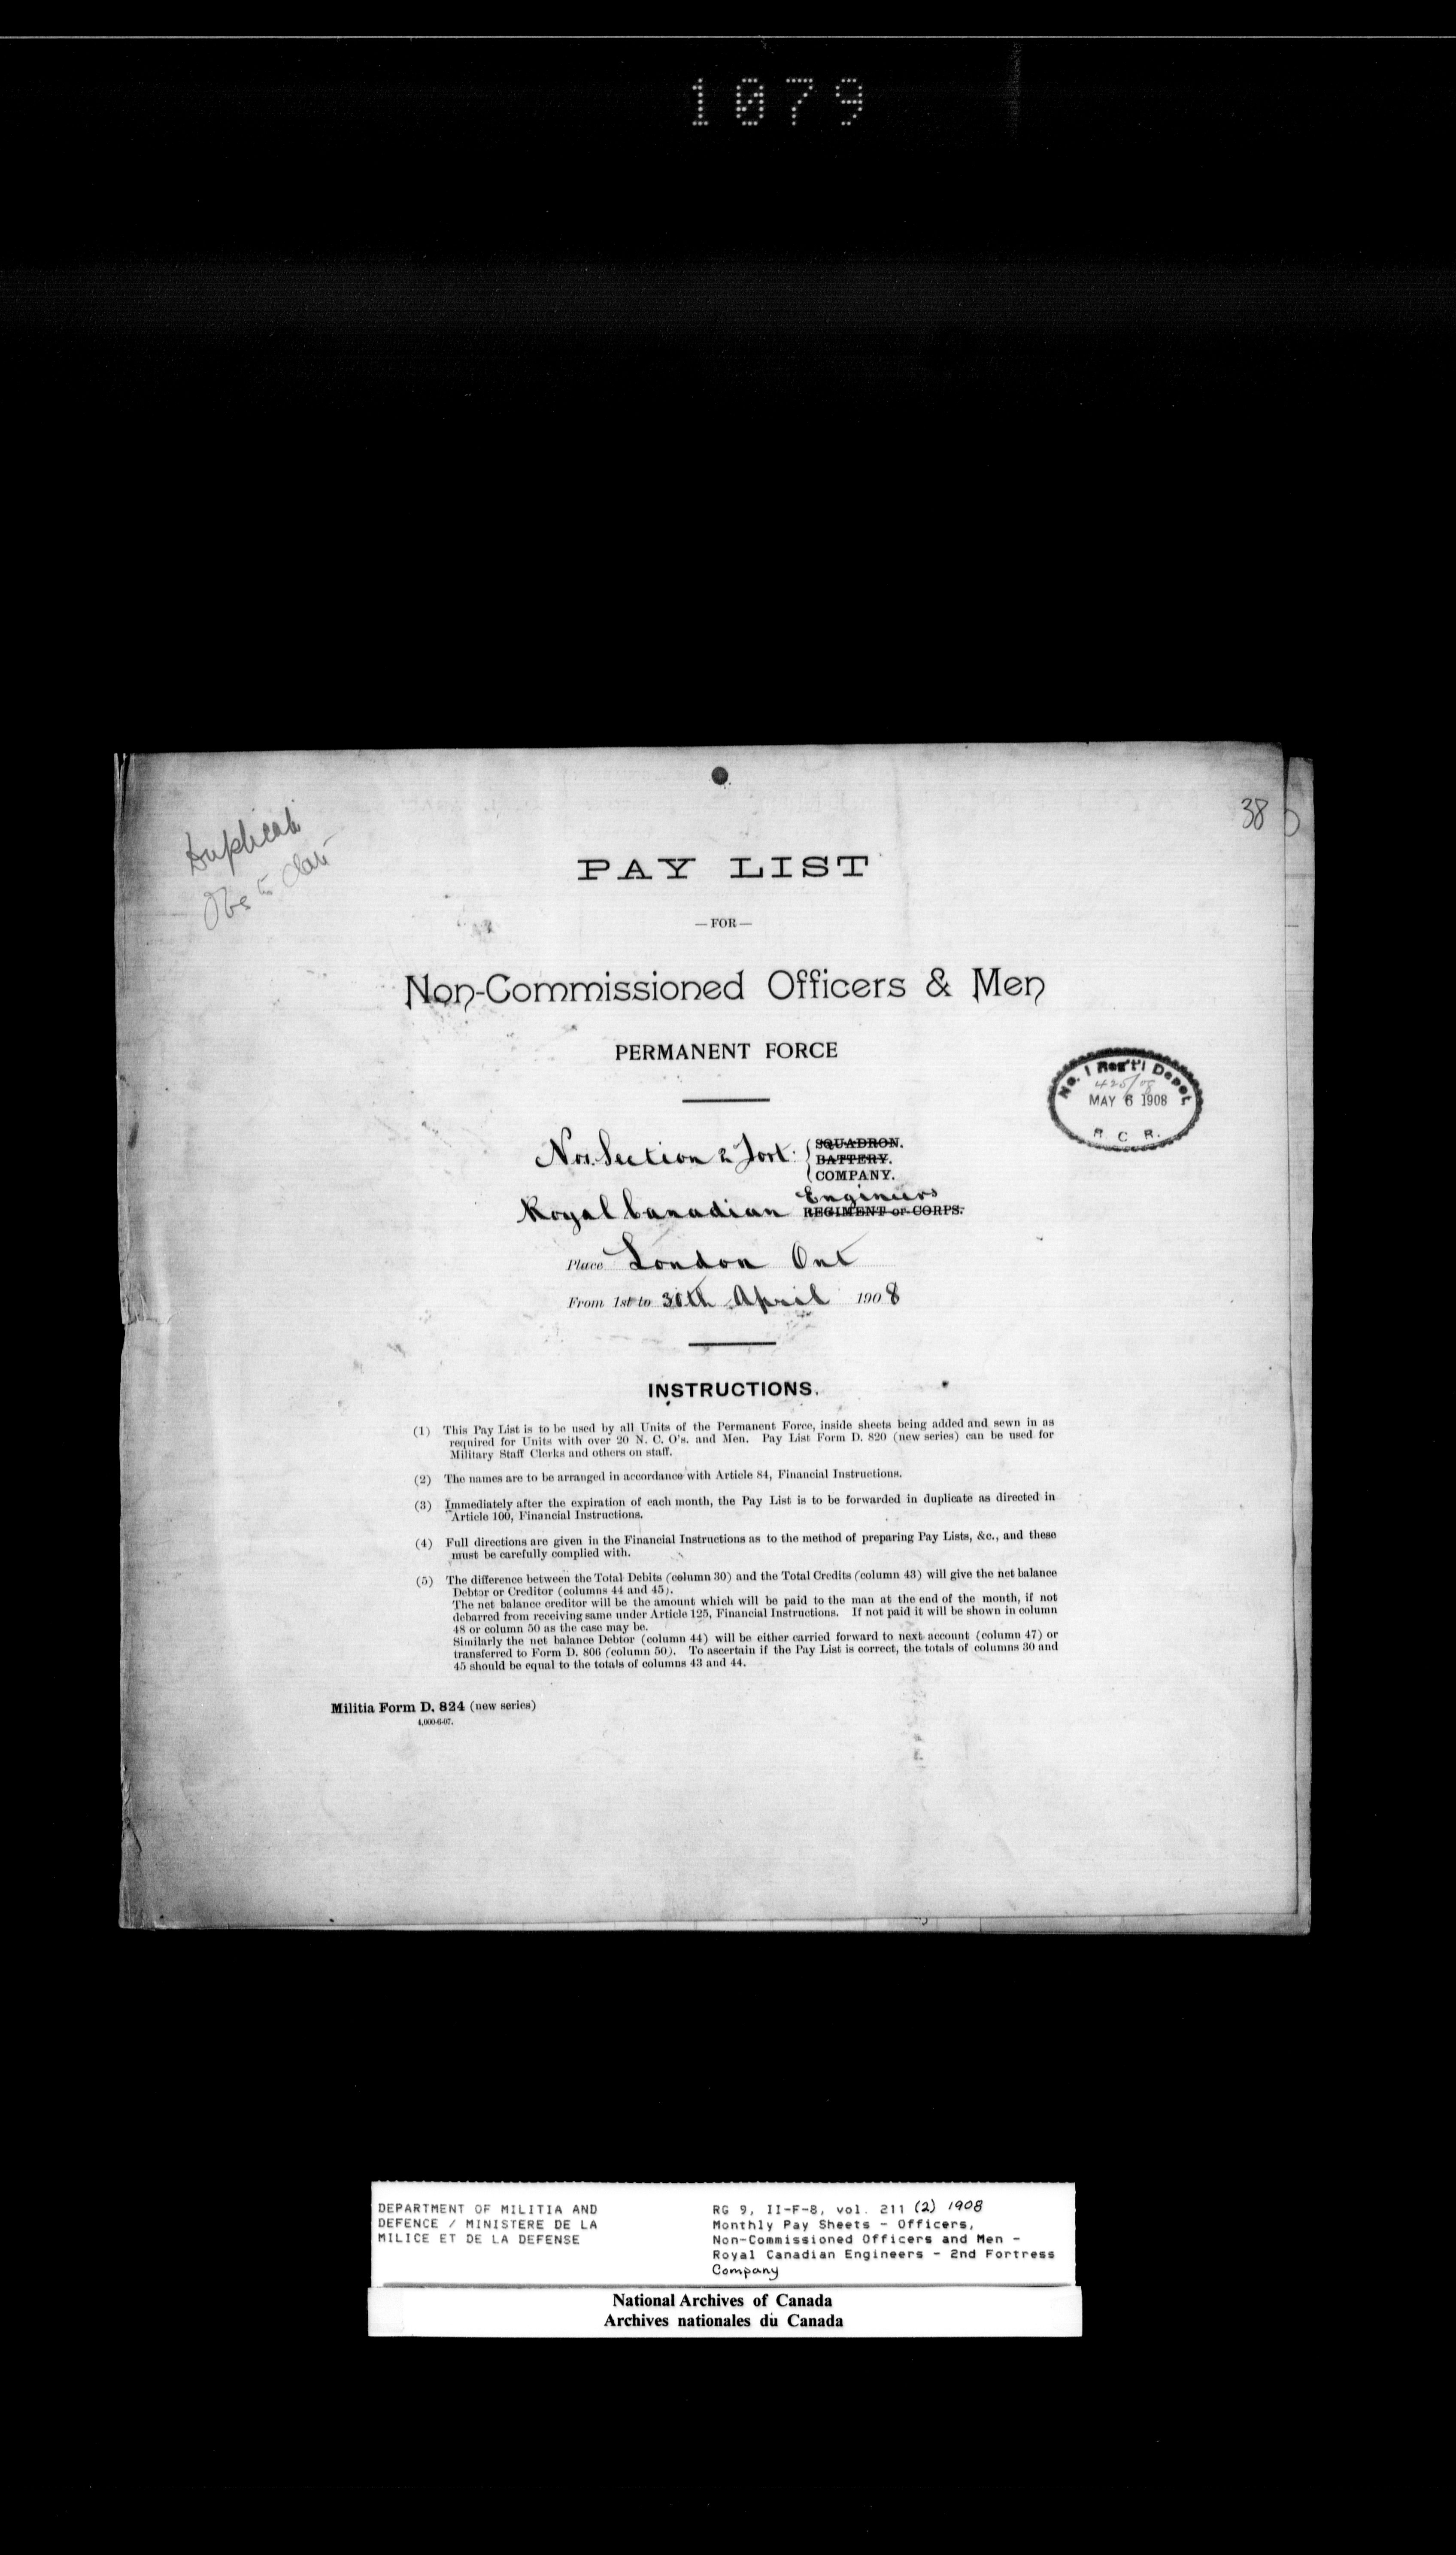 1079
38
Duplicate
Obs to date
PAY LIST
—FOR—
Non-Commissioned Officers & Men
PERMANENT FORCE
No. 1 Reg't'l Depot.
425/08
MAY 6 1908
R. C. R.
No 1 Section 2 Fort.
SQUADRON.
BATTERY.
COMPANY.
Royal Canadian Engineers
REGIMENT or CORPS.
Place London Ont
From 1st to 30th April 1908
INSTRUCTIONS.
(1) This Pay List is to be used by all Units of the Permanent Force, inside sheets being added and sewn in as
required for Units with over 20 N. C. O's. and Men. Pay List Form D. 820 (new series) can be used for
Military Staff Clerks and others on staff.
(2) The names are to be arranged in accordance with Article 84, Financial Instructions.
(3) Immediately after the expiration of each month, the Pay List is to be forwarded in duplicate as directed in
Article 100, Financial Instructions.
(4) Full directions are given in the Financial Instructions as to the method of preparing Pay Lists, &c., and these
must be carefully complied with.
(5) The difference between the Total Debits (column 30) and the Total Credits (column 43) will give the net balance
Debtor or Creditor (columns 44 and 45).
The net balance creditor will be the amount which will be paid to the man at the end of the month, if not
debarred from receiving same under Article 125, Financial Instructions. If not paid it will be shown in column
48 or column 50 as the case may be.
Similarly the net balance Debtor (column 44) will be either carried forward to next account (column 47) or
transferred to Form D. 806 (column 50). To ascertain if the Pay List is correct, the totals of columns 30 and
45 should be equal to the totals of columns 43 and 44.
Militia Form D. 824 (new series)
4,000-6-07.
DEPARTMENT OF MILITIA AND
DEFENCE / MINISTERE DE LA
MILICE ET DE LA DEFENSE
RG 9, II-F-8, vol. 211 (2) 1908
Monthly Pay Sheets - Officers,
Non-Commissioned Officers and Men -
Royal Canadian Engineers - 2nd Fortress
Company
National Archives of Canada
Archives nationales du Canada